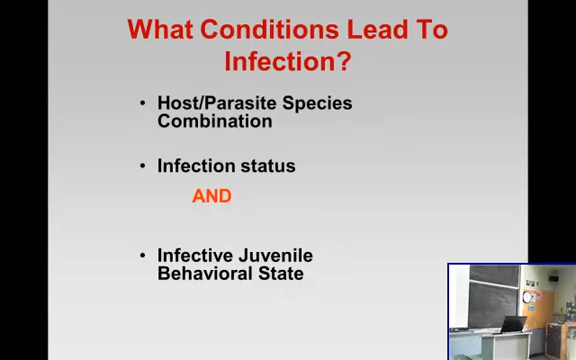 What Conditions Lead To
Infection?
• Host/Parasite Species
Combination
• Infection status
AND
• Infective Juvenile
Behavioral State